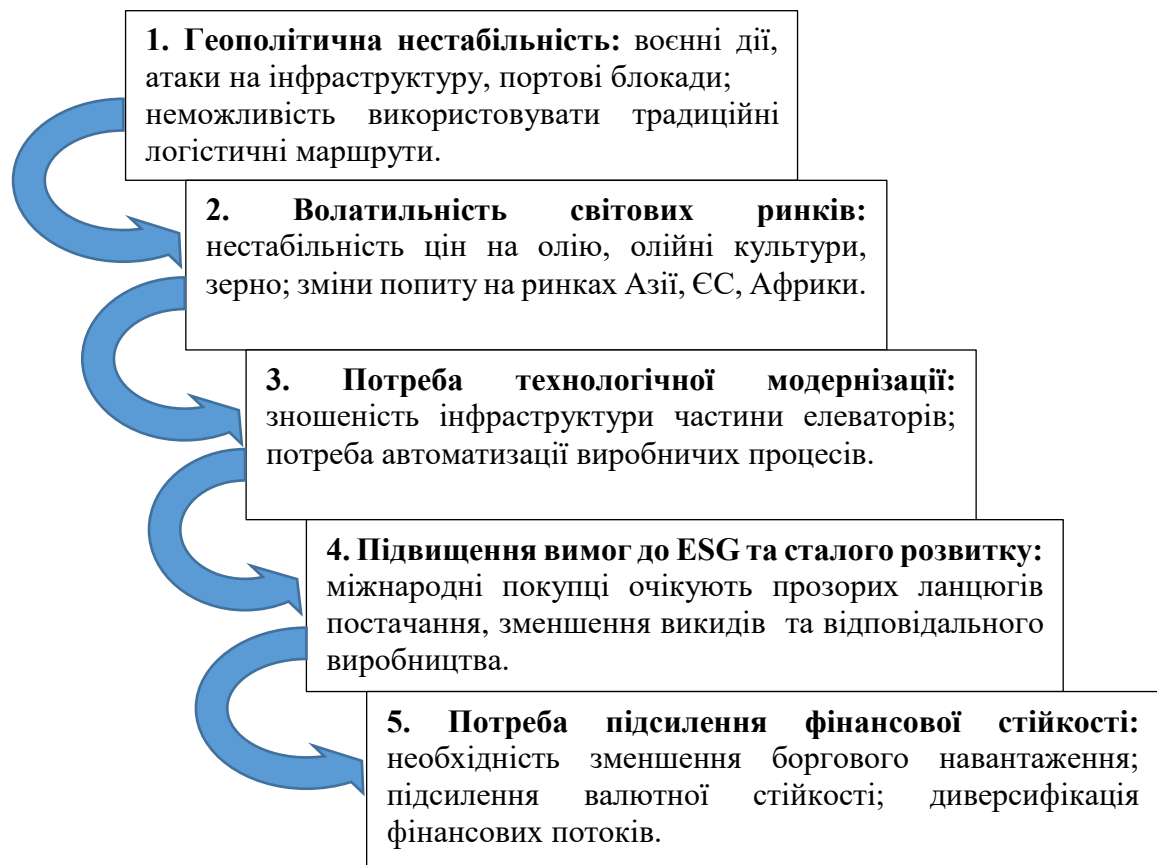 1. Геополітична нестабільність: воєнні дії,
атаки на інфраструктуру, портові блокади;
неможливість використовувати традиційні
логістичні маршрути.
2. Волатильність світових ринків:
нестабільність цін на олію, олійні культури,
зерно; зміни попиту на ринках Азії, ЄС, Африки.
3. Потреба технологічної модернізації:
зношеність інфраструктури частини елеваторів;
потреба автоматизації виробничих процесів.
4. Підвищення вимог до ESG та сталого розвитку:
міжнародні покупці очікують прозорих ланцюгів
постачання, зменшення викидів та відповідального
виробництва.
5. Потреба підсилення фінансової стійкості:
необхідність зменшення боргового навантаження;
підсилення валютної стійкості; диверсифікація
фінансових потоків.